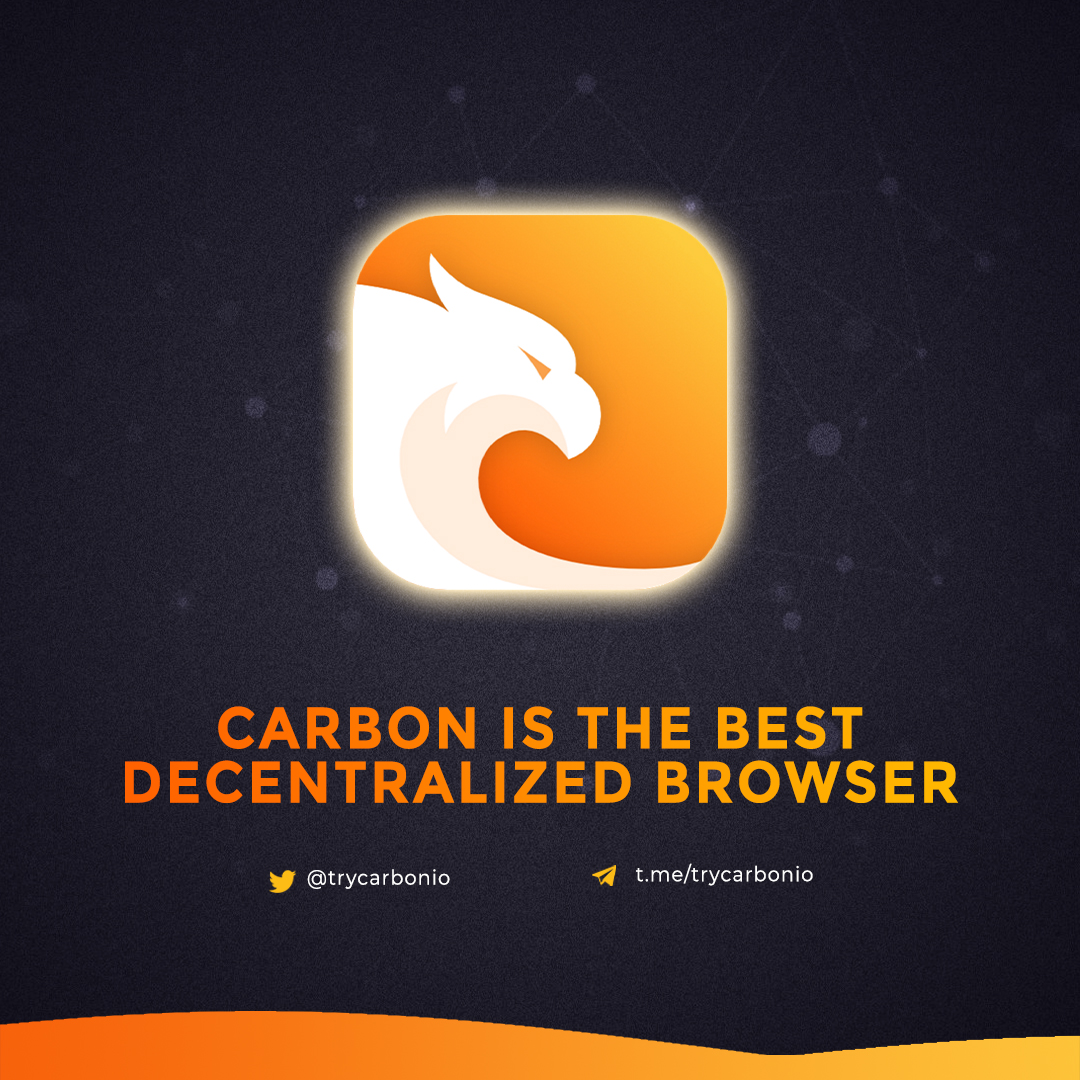 CARBON IS THE BEST
DECENTRALIZED BROWSER
@trycarbonio
t.me/trycarbonio